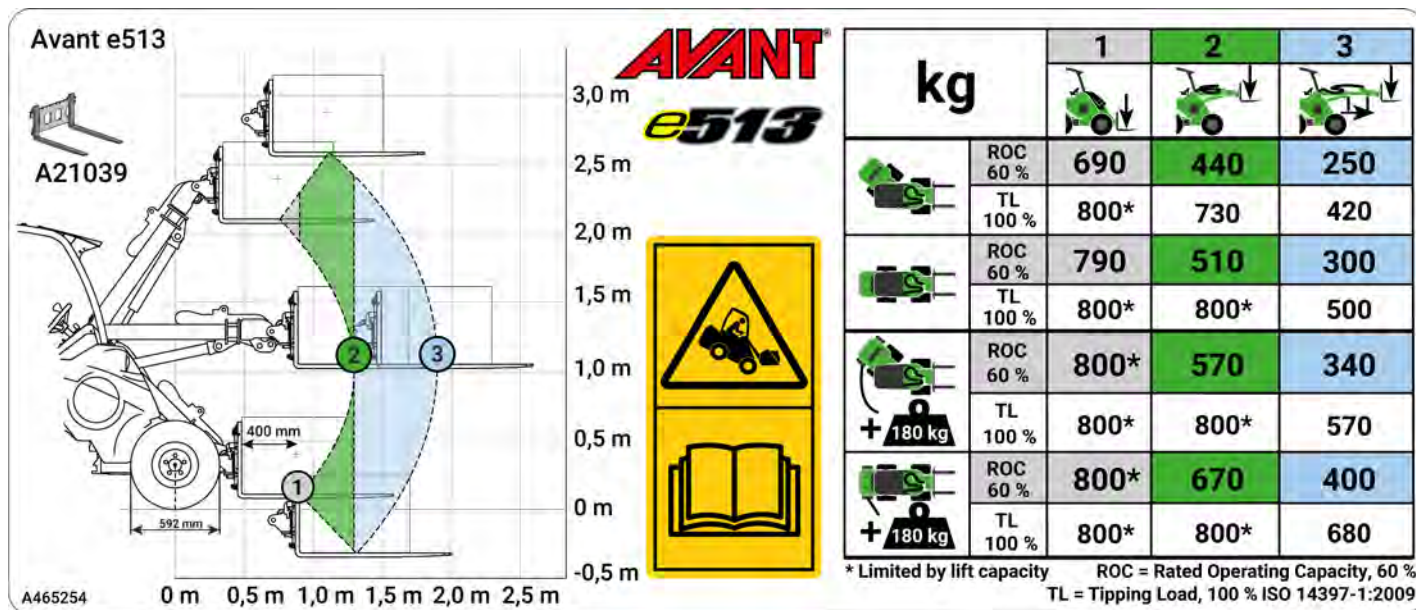 Avant e513
A21039
3,0 m
2,5 m
2,0 m
1,5 m
1,0 m
0,5 m
0 m
-0,5 m
2
3
400 mm
1
592 mm
A465254
0 m 0,5 m 1,0 m 1,5 m 2,0 m 2,5 m
AVANT®
e513
kg 1 2 3
ROC 60 % 690 440 250
TL 100 % 800* 730 420
ROC 60 % 790 510 300
TL 100 % 800* 800* 500
ROC 60 % 800* 570 340
+ 180 kg TL 100 % 800* 800* 570
ROC 60 % 800* 670 400
+ 180 kg TL 100 % 800* 800* 680
* Limited by lift capacity ROC = Rated Operating Capacity, 60 %
TL = Tipping Load, 100 % ISO 14397-1:2009